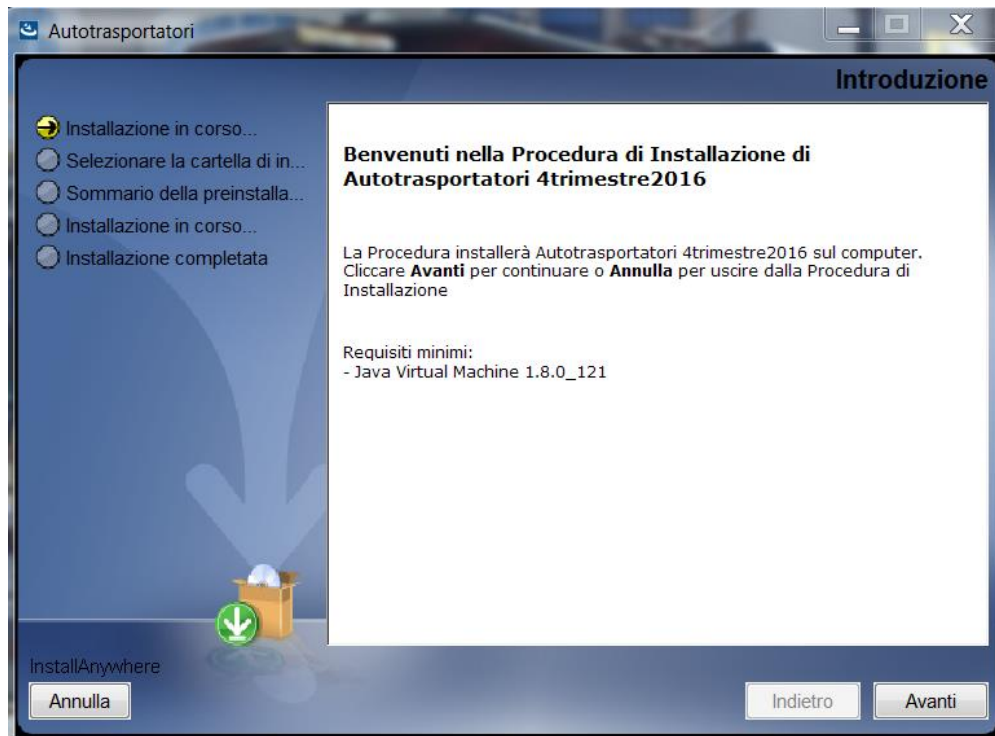 Autotrasportatori
Introduzione
Installazione in corso...
Selezionare la cartella di in...
Sommario della preinstalla...
Installazione in corso...
Installazione completata
Benvenuti nella Procedura di Installazione di
Autotrasportatori 4trimestre2016
La Procedura installerà Autotrasportatori 4trimestre2016 sul computer.
Cliccare Avanti per continuare o Annulla per uscire dalla Procedura di
Installazione
Requisiti minimi:
- Java Virtual Machine 1.8.0_121
InstallAnywhere
Annulla
Indietro
Avanti